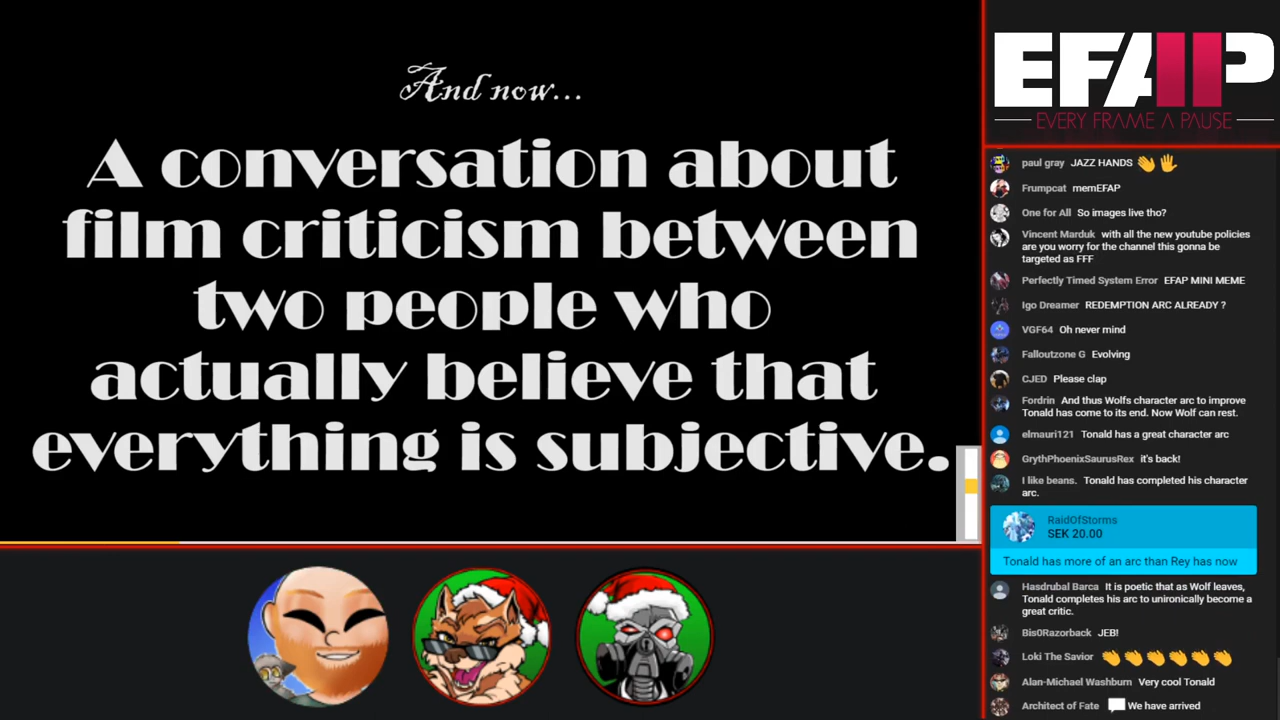 And now...
A conversation about
film criticism between
two people who
actually believe that
everything is subjective.
EFAP
EVERY FRAME A PAUSE
paul gray JAZZ HANDS 👋 🖐
Frumpcat memEFAP
One for All So images live tho?
Vincent Marduk with all the new youtube policies
are you worry for the channel this gonna be
targeted as FFF
Perfectly Timed System Error EFAP MINI MEME
Igo Dreamer REDEMPTION ARC ALREADY ?
VGF64 Oh never mind
Falloutzone G Evolving
CJED Please clap
Fordrin And thus Wolfs character arc to improve
Tonald has come to its end. Now Wolf can rest.
elmauri121 Tonald has a great character arc
GrythPhoenixSaurusRex it's back!
I like beans. Tonald has completed his character
arc.
RaidOfStorms
SEK 20.00
Tonald has more of an arc than Rey has now
Hasdrubal Barca It is poetic that as Wolf leaves,
Tonald completes his arc to unironically become a
great critic.
Bis0Razorback JEB!
Loki The Savior 👏👏👏👏👏👏
Alan-Michael Washburn Very cool Tonald
Architect of Fate 💬 We have arrived